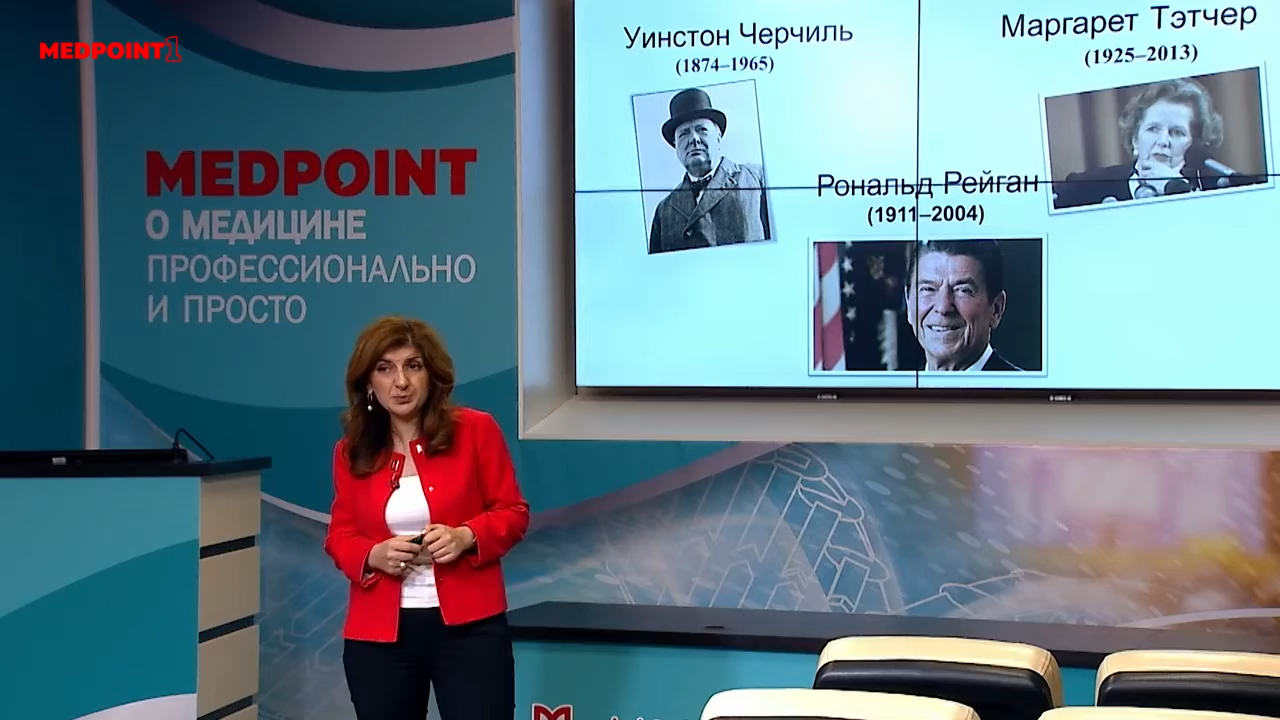 MEDPOINT1
MEDPOINT
О МЕДИЦИНЕ
ПРОФЕССИОНАЛЬНО
И ПРОСТО
Уинстон Черчиль
(1874–1965)
Маргарет Тэтчер
(1925–2013)
Рональд Рейган
(1911–2004)